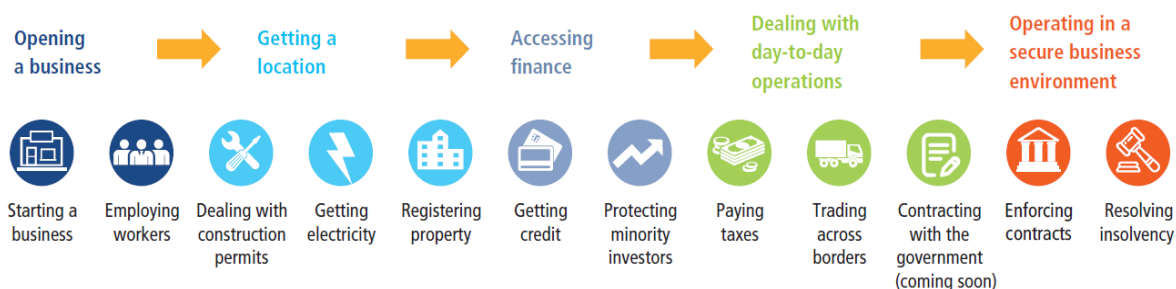 Opening
a business
Getting a
location
Accessing
finance
Dealing with
day-to-day
operations
Operating in a
secure business
environment
Starting a
business
Employing
workers
Dealing with
construction
permits
Getting
electricity
Registering
property
Getting
credit
Protecting
minority
investors
Paying
taxes
Trading
across
borders
Contracting
with the
government
(coming soon)
Enforcing
contracts
Resolving
insolvency